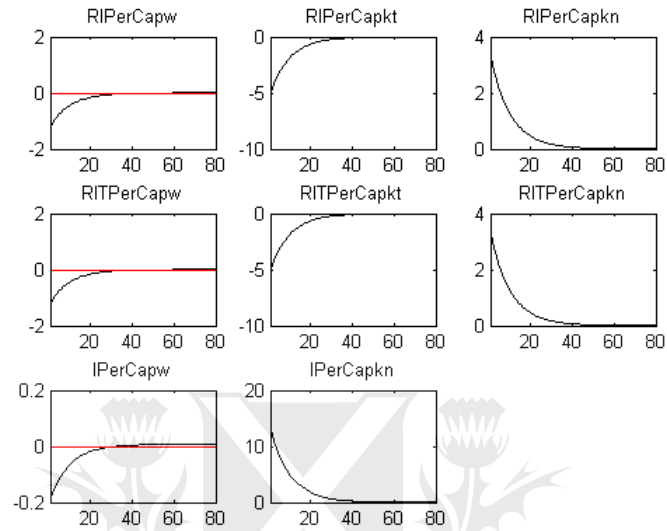 RIPerCapw RIPerCapkt RIPerCapkn
2 0 4
0 -5 2
-2 -10 0
20 40 60 80 20 40 60 80 20 40 60 80
RITPerCapw RITPerCapkt RITPerCapkn
2 0 4
0 -5 2
-2 -10 0
20 40 60 80 20 40 60 80 20 40 60 80
IPerCapw IPerCapkn
0.2 20
0 10
-0.2 0
20 40 60 80 20 40 60 80